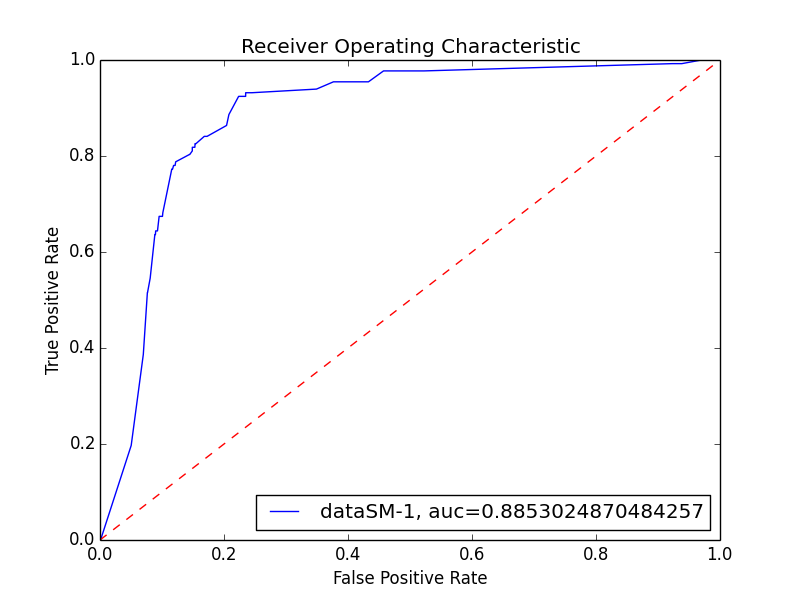 Receiver Operating Characteristic
1.0
0.8
0.6
0.4
0.2
0.0
True Positive Rate
dataSM-1, auc=0.8853024870484257
0.0 0.2 0.4 0.6 0.8 1.0
False Positive Rate